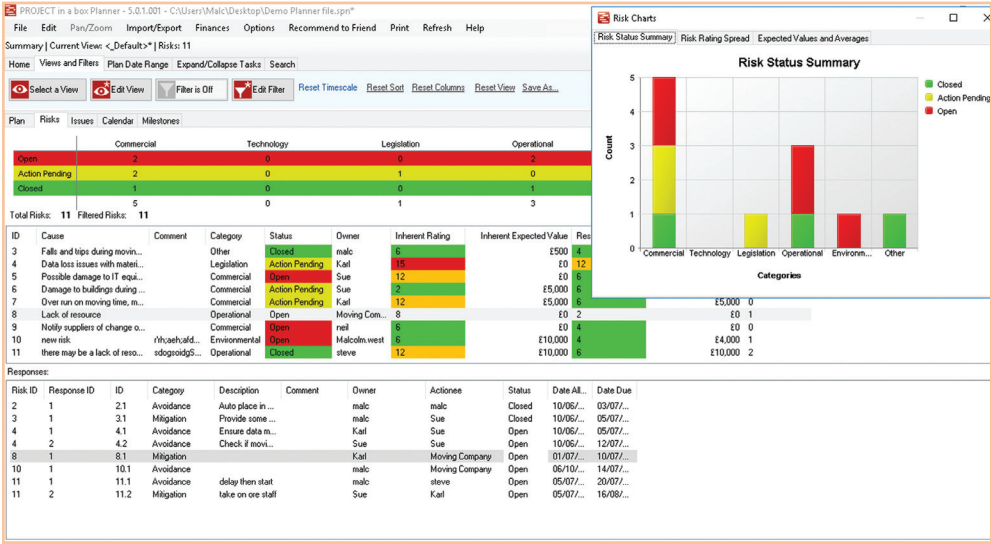 PROJECT in a box Planner - 5.0.1.001 - C:\Users\Malc\Desktop\Demo Planner file.spn*
File Edit Pan/Zoom Import/Export Finances Options Recommend to Friend Print Refresh Help
Summary | Current View: <_Default>* | Risks: 11
Home Views and Filters Plan Date Range Expand/Collapse Tasks Search
Select a View Edit View Filter is Off Edit Filter Reset Timescale Reset Sort Reset Columns Reset View Save As...
Plan Risks Issues Calendar Milestones
Commercial Technology Legislation Operational
Open 2 0 0 2
Action Pending 2 0 1 0
Closed 1 0 0 1
5 0 1 3
Total Risks: 11 Filtered Risks: 11
ID Cause Comment Category Status Owner Inherent Rating Inherent Expected Value Res
3 Falls and trips during movin... Other Closed malc 6 £500 4
4 Data loss issues with materi... Legislation Action Pending Karl 15 £0 12
5 Possible damage to IT equi... Commercial Open Sue 12 £0 6
6 Damage to buildings during ... Commercial Action Pending Sue 2 £5,000 6
7 Over run on moving time, m... Commercial Action Pending Karl 12 £5,000 6 £5,000 0
8 Lack of resource Operational Open Moving Com... 8 £0 2 £0 1
9 Notify suppliers of change o... Commercial Open neil 6 £0 4 £0 0
10 new risk r'rh;aeh;afd... Environmental Open Malcolm.west 6 £10,000 4 £4,000 1
11 there may be a lack of reso... sdogsoidgS... Operational Closed steve 12 £10,000 6 £10,000 2
Responses:
Risk ID Response ID ID Category Description Comment Owner Actionee Status Date All... Date Due
2 1 2.1 Avoidance Auto place in ... malc malc Closed 10/06/... 03/07/...
3 1 3.1 Mitigation Provide some ... malc Sue Closed 10/06/... 05/07/...
4 1 4.1 Avoidance Ensure data m... Karl Sue Open 10/06/... 05/07/...
4 2 4.2 Avoidance Check if movi... Sue Sue Open 10/06/... 12/07/...
8 1 8.1 Mitigation Karl Moving Company Open 01/07/... 10/07/...
10 1 10.1 Avoidance malc Moving Company Open 06/10/... 14/07/...
11 1 11.1 Avoidance delay then start malc steve Open 05/07/... 20/07/...
11 2 11.2 Mitigation take on ore staff Sue Karl Open 05/07/... 16/08/...
Risk Charts
Risk Status Summary Risk Rating Spread Expected Values and Averages
Risk Status Summary
Closed
Action Pending
Open
Count
5
4
3
2
1
0
Commercial Technology Legislation Operational Environm... Other
Categories